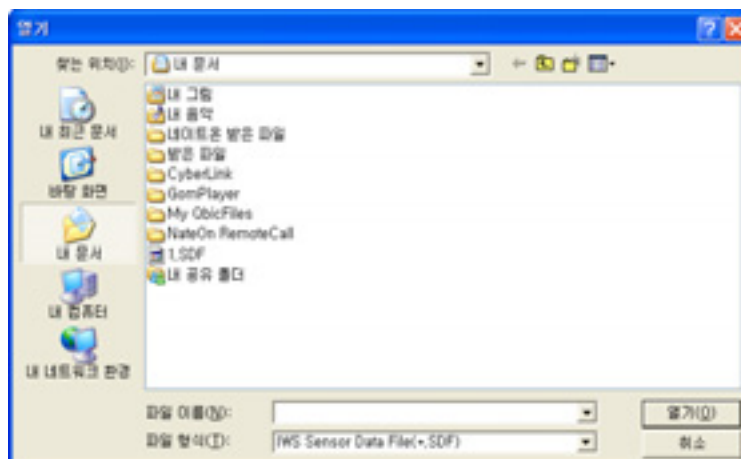 열기
찾는 위치(I):
내 문서
내 최근 문서
바탕 화면
내 문서
내 컴퓨터
내 네트워크 환경
내 그림
내 음악
네이트온 받은 파일
받은 파일
CyberLink
GomPlayer
My ObicFiles
NateOn RemoteCall
1.SDF
내 공유 폴더
파일 이름(N):
열기(O)
파일 형식(T):
IWS Sensor Data File(*.SDF)
취소